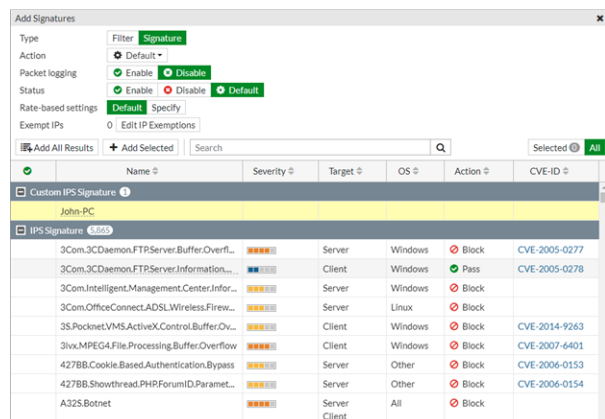 Add Signatures
Type Filter Signature
Action Default
Packet logging Enable Disable
Status Enable Disable Default
Rate-based settings Default Specify
Exempt IPs 0 Edit IP Exemptions
Add All Results Add Selected Search Selected 0 All
Name Severity Target OS Action CVE-ID
Custom IPS Signature 1
John-PC
IPS Signature 5,865
3Com.3CDaemon.FTP.Server.Buffer.Overfl... Server Windows Block CVE-2005-0277
3Com.3CDaemon.FTP.Server.Information.... Client Windows Pass CVE-2005-0278
3Com.Intelligent.Management.Center.Infor... Server Windows Block
3Com.OfficeConnect.ADSL.Wireless.Firew... Server Linux Block
3S.Pocknet.VMS.ActiveX.Control.Buffer.Ov... Client Windows Block CVE-2014-9263
3ivx.MPEG4.File.Processing.Buffer.Overflow Client Windows Block CVE-2007-6401
427BB.Cookie.Based.Authentication.Bypass Server Other Block CVE-2006-0153
427BB.Showthread.PHP.ForumID.Paramet... Server Other Block CVE-2006-0154
A32S.Botnet Server All Block
Client